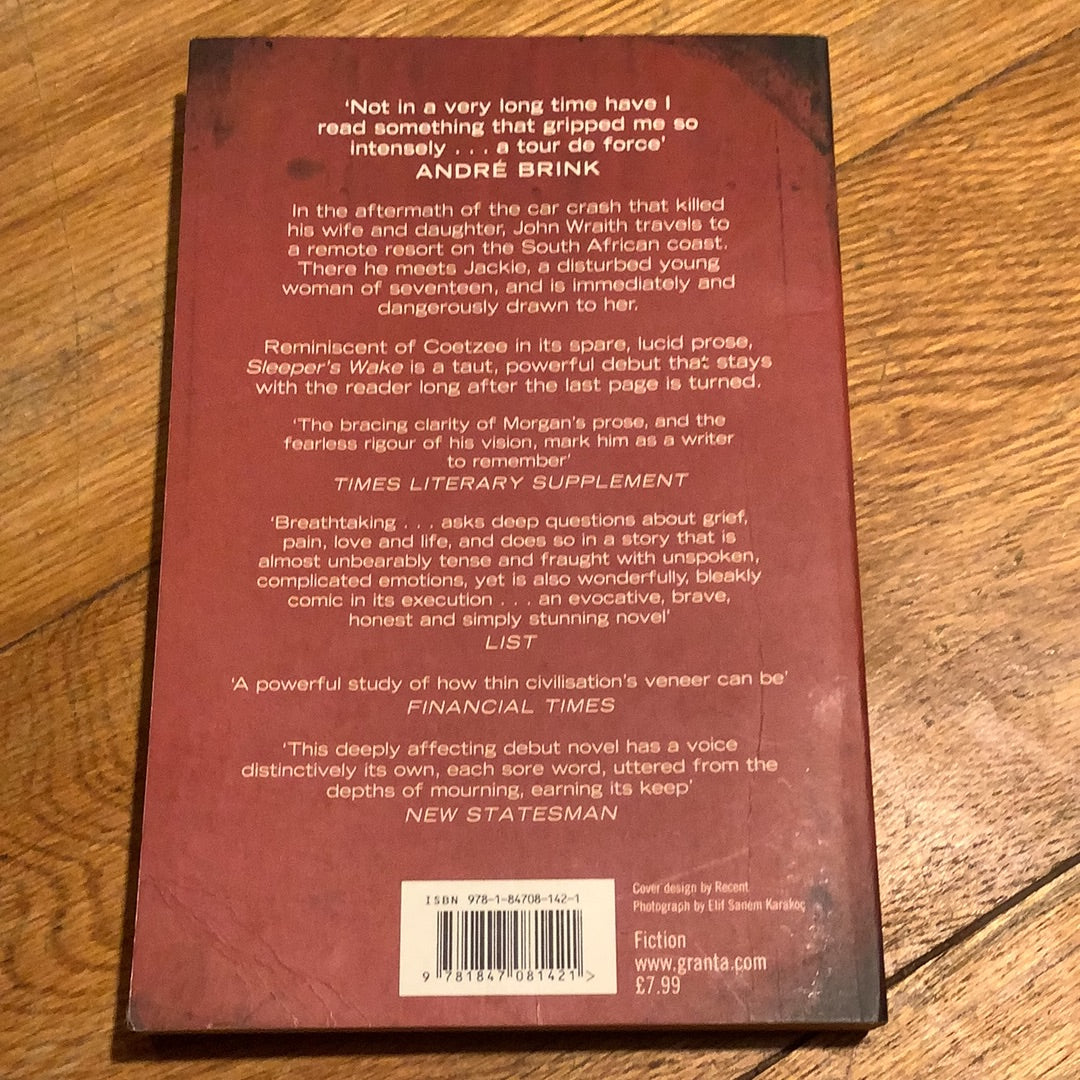 ‘Not in a very long time have I
read something that gripped me so
intensely . . . a tour de force’
ANDRÉ BRINK
In the aftermath of the car crash that killed
his wife and daughter, John Wraith travels to
a remote resort on the South African coast.
There he meets Jackie, a disturbed young
woman of seventeen, and is immediately and
dangerously drawn to her.
Reminiscent of Coetzee in its spare, lucid prose,
Sleeper's Wake is a taut, powerful debut that stays
with the reader long after the last page is turned.
‘The bracing clarity of Morgan's prose, and the
fearless rigour of his vision, mark him as a writer
to remember’
TIMES LITERARY SUPPLEMENT
‘Breathtaking . . . asks deep questions about grief,
pain, love and life, and does so in a story that is
almost unbearably tense and fraught with unspoken,
complicated emotions, yet is also wonderfully, bleakly
comic in its execution . . . an evocative, brave,
honest and simply stunning novel’
LIST
‘A powerful study of how thin civilisation's veneer can be’
FINANCIAL TIMES
‘This deeply affecting debut novel has a voice
distinctively its own, each sore word, uttered from the
depths of mourning, earning its keep’
NEW STATESMAN
ISBN 978-1-84708-142-1
9 781847 081421 >
Cover design by Recent
Photograph by Elif Sanem Karakoç
Fiction
www.granta.com
£7.99